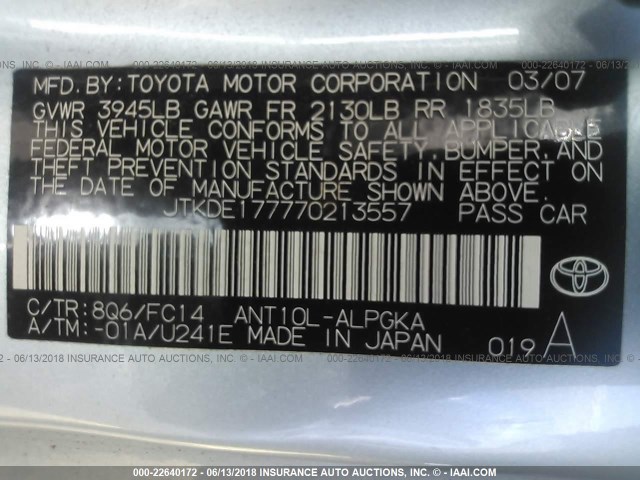 MFD.BY:TOYOTA MOTOR CORPORATION 03/07
GVWR 3945LB GAWR FR 2130LB RR 1835LB
THIS VEHICLE CONFORMS TO ALL APPLICABLE
FEDERAL MOTOR VEHICLE SAFETY,BUMPER,AND
THEFT PREVENTION STANDARDS IN EFFECT ON
THE DATE OF MANUFACTURE SHOWN ABOVE.
JTKDE177770213557 PASS CAR
C/TR:8Q6/FC14 ANT10L-ALPGKA
A/TM:-01A/U241E MADE IN JAPAN 019 A
000-22640172 - 06/13/2018 INSURANCE AUTO AUCTIONS - © - IAAI.COM